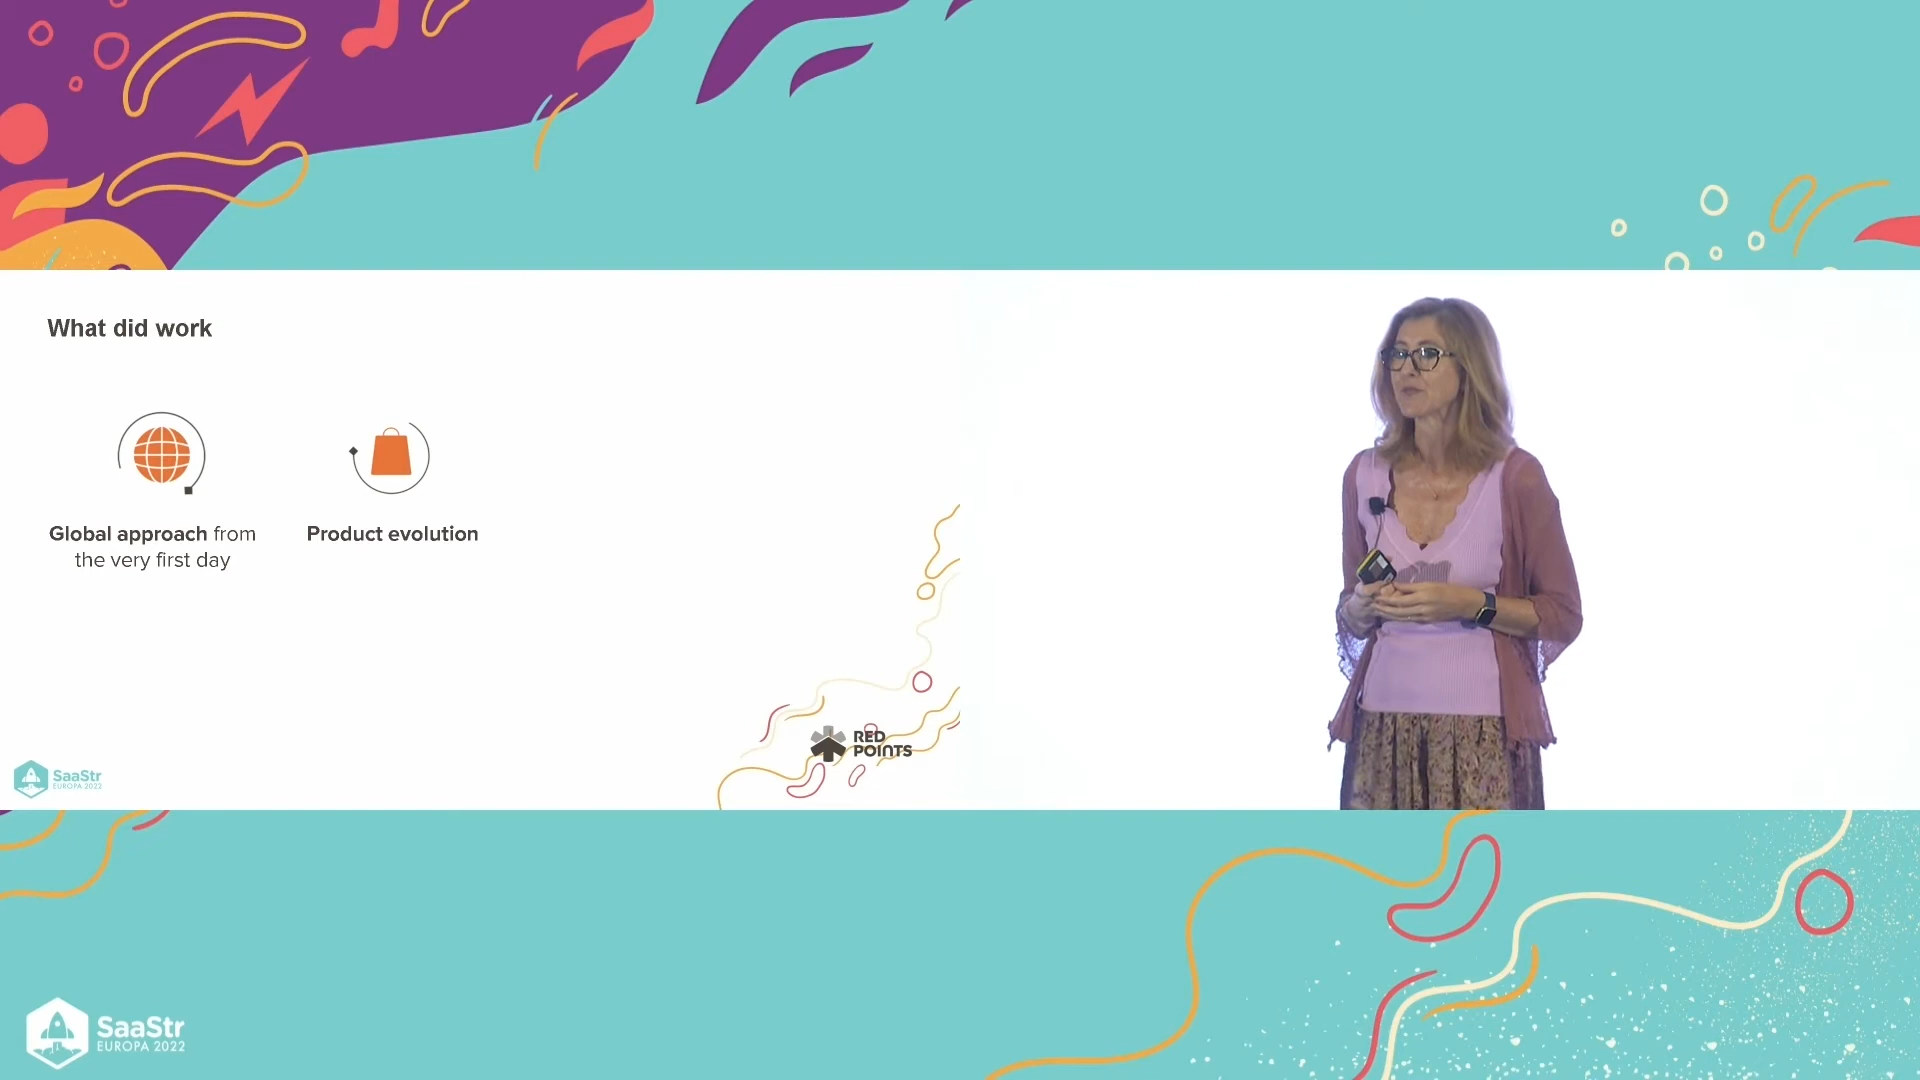 What did work
Global approach from
the very first day
Product evolution
RED
POINTS
SaaStr
EUROPA 2022
SaaStr
EUROPA 2022